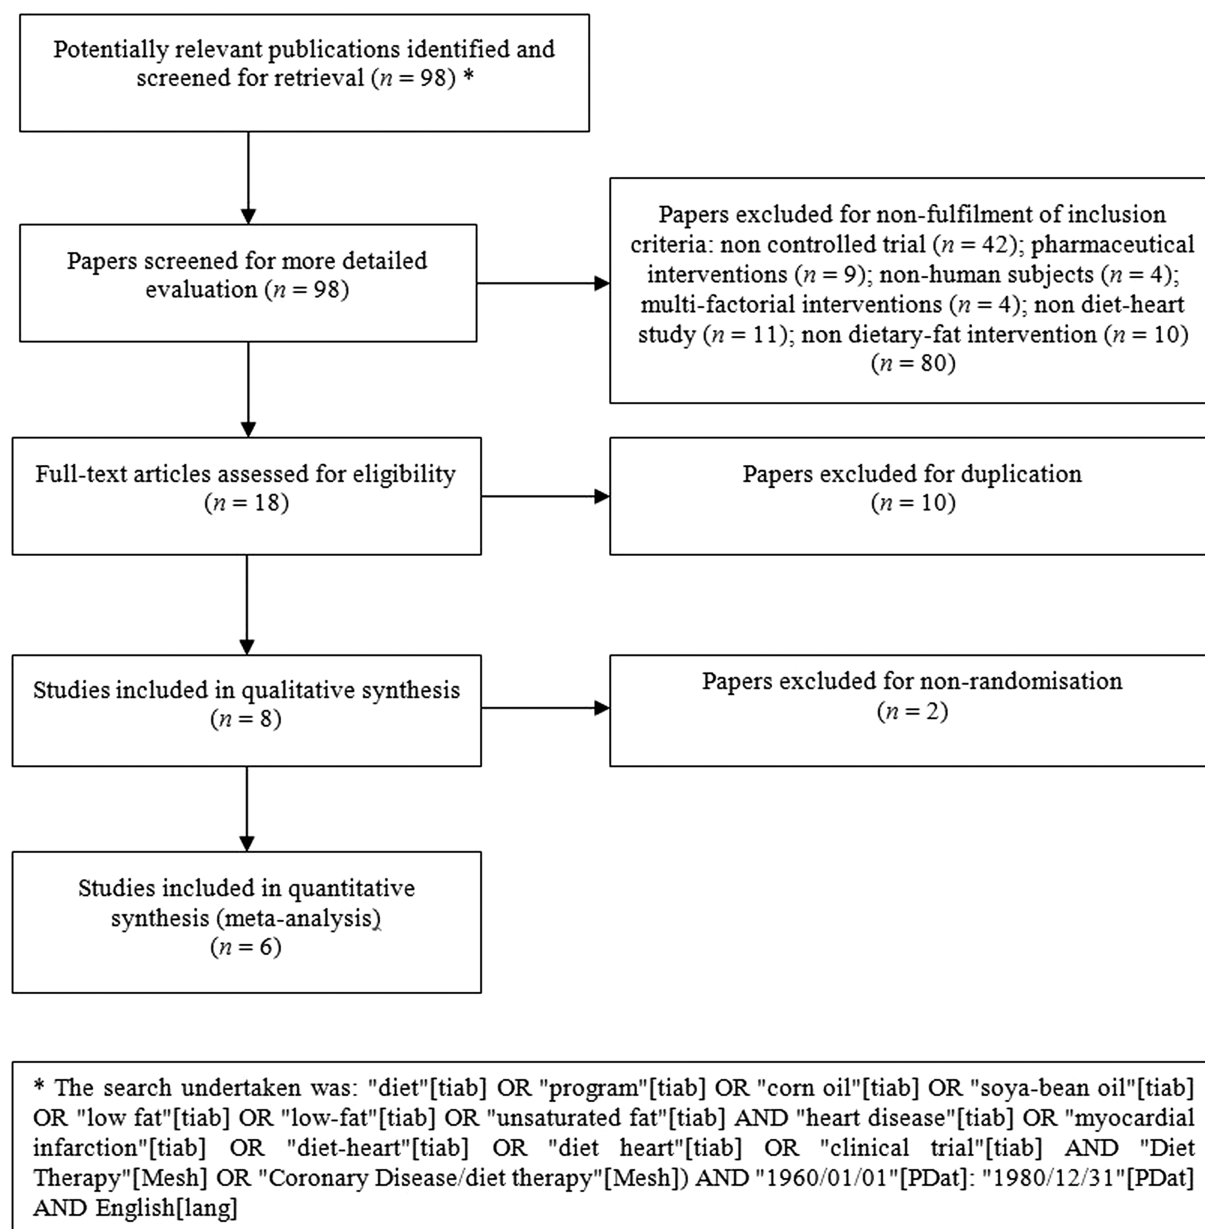 Potentially relevant publications identified and
screened for retrieval (n = 98) *
Papers screened for more detailed
evaluation (n = 98)
Papers excluded for non-fulfilment of inclusion
criteria: non controlled trial (n = 42); pharmaceutical
interventions (n = 9); non-human subjects (n = 4);
multi-factorial interventions (n = 4); non diet-heart
study (n = 11); non dietary-fat intervention (n = 10)
(n = 80)
Full-text articles assessed for eligibility
(n = 18)
Papers excluded for duplication
(n = 10)
Studies included in qualitative synthesis
(n = 8)
Papers excluded for non-randomisation
(n = 2)
Studies included in quantitative
synthesis (meta-analysis)
(n = 6)
* The search undertaken was: "diet"[tiab] OR "program"[tiab] OR "corn oil"[tiab] OR "soya-bean oil"[tiab]
OR "low fat"[tiab] OR "low-fat"[tiab] OR "unsaturated fat"[tiab] AND "heart disease"[tiab] OR "myocardial
infarction"[tiab] OR "diet-heart"[tiab] OR "diet heart"[tiab] OR "clinical trial"[tiab] AND "Diet
Therapy"[Mesh] OR "Coronary Disease/diet therapy"[Mesh]) AND "1960/01/01"[PDat]: "1980/12/31"[PDat]
AND English[lang]